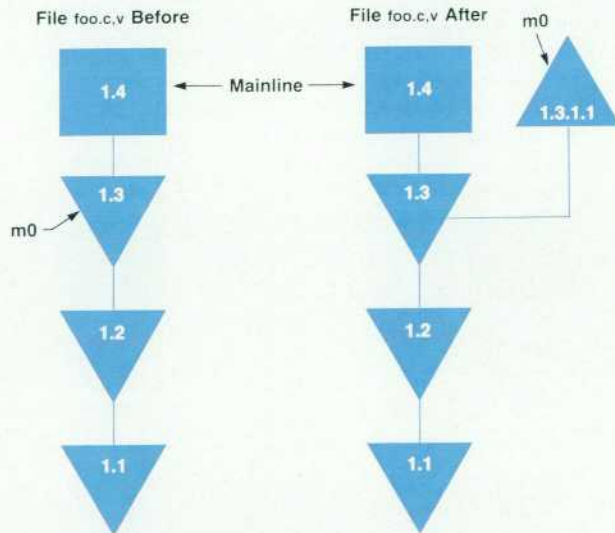 File foo.c,v Before
File foo.c,v After
m0
1.4
Mainline
1.4
1.3.1.1
1.3
1.3
m0
1.2
1.2
1.1
1.1